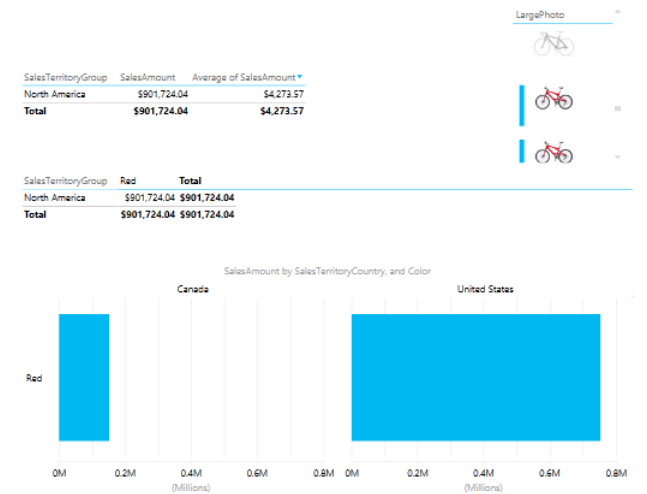 LargePhoto
SalesTerritoryGroup SalesAmount Average of SalesAmount
North America $901,724.04 $4,273.57
Total $901,724.04 $4,273.57
SalesTerritoryGroup Red Total
North America $901,724.04 $901,724.04
Total $901,724.04 $901,724.04
SalesAmount by SalesTerritoryCountry, and Color
Canada United States
Red
0M 0.2M 0.4M 0.6M 0.8M 0M 0.2M 0.4M 0.6M 0.8M
(Millions) (Millions)